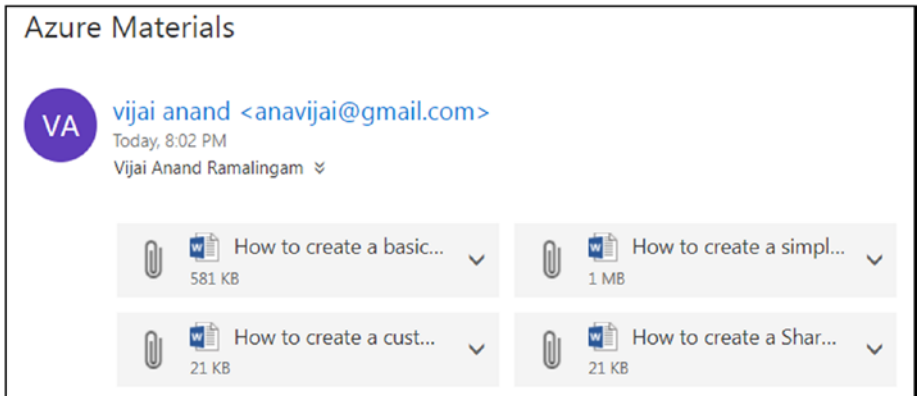 Azure Materials
VA
vijai anand <anavijai@gmail.com>
Today, 8:02 PM
Vijai Anand Ramalingam
How to create a basic...
581 KB
How to create a simpl...
1 MB
How to create a cust...
21 KB
How to create a Shar...
21 KB